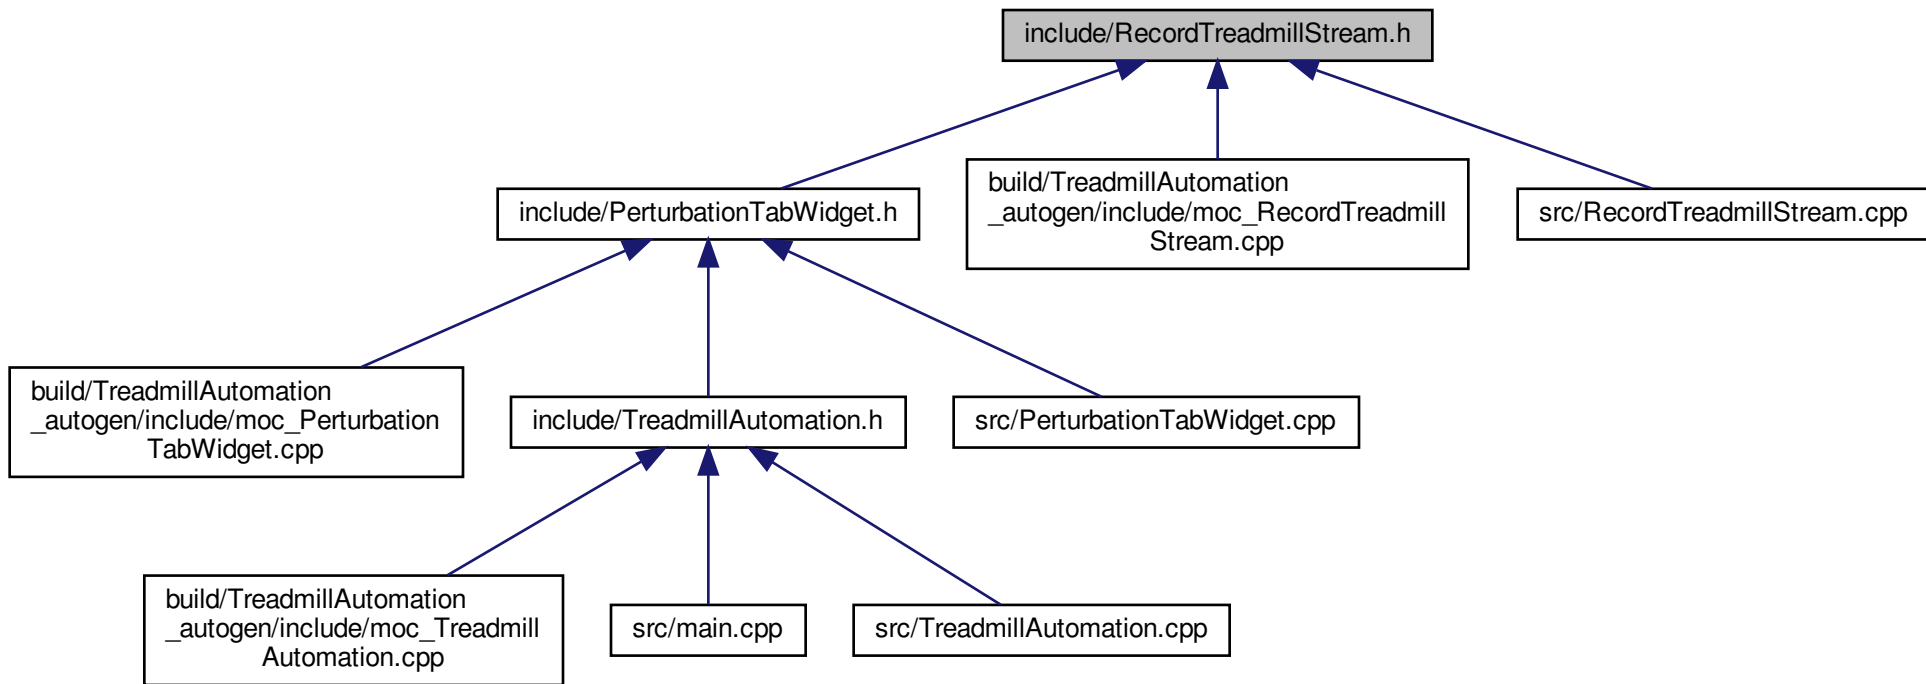 include/RecordTreadmillStream.h
include/PerturbationTabWidget.h
build/TreadmillAutomation
_autogen/include/moc_RecordTreadmill
Stream.cpp
src/RecordTreadmillStream.cpp
build/TreadmillAutomation
_autogen/include/moc_Perturbation
TabWidget.cpp
include/TreadmillAutomation.h
src/PerturbationTabWidget.cpp
build/TreadmillAutomation
_autogen/include/moc_Treadmill
Automation.cpp
src/main.cpp
src/TreadmillAutomation.cpp